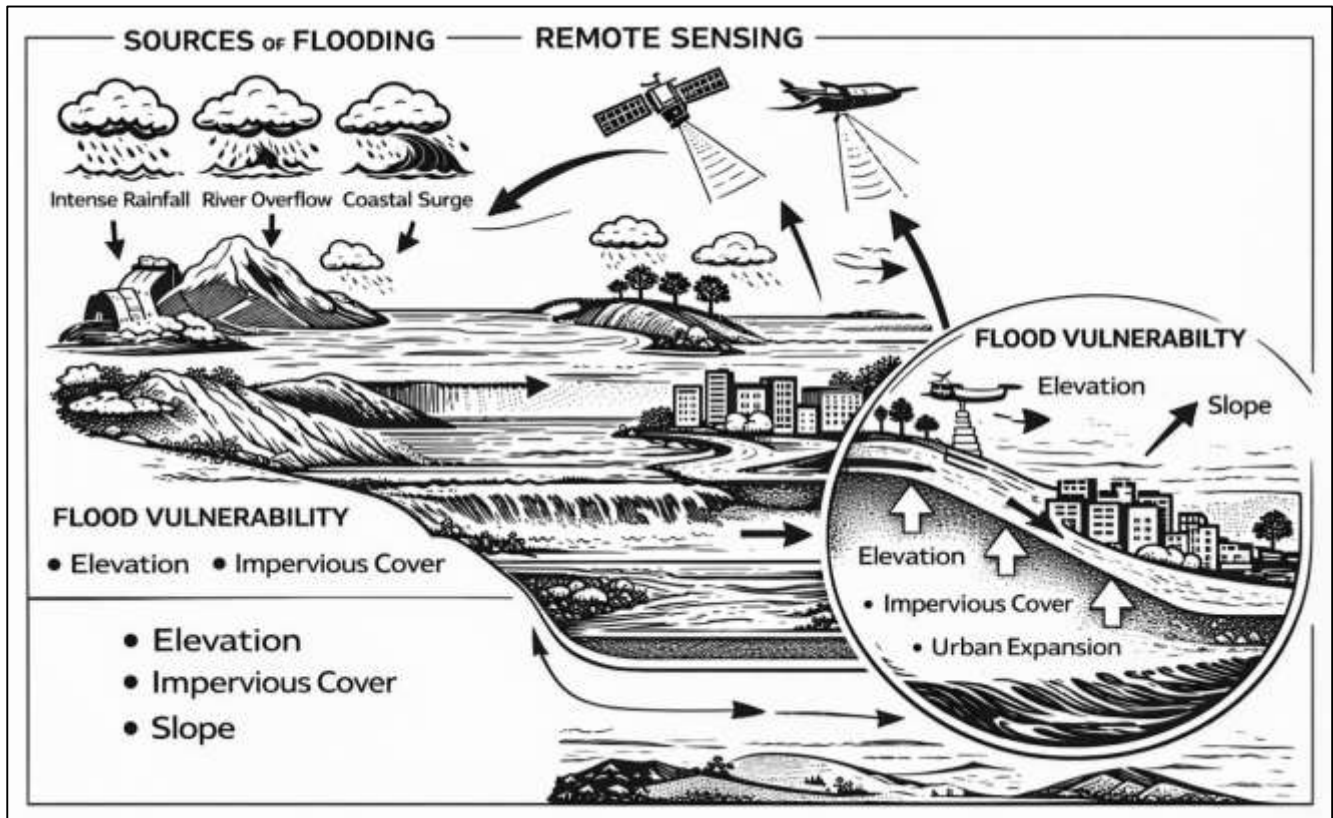 SOURCES OF FLOODING
REMOTE SENSING
Intense Rainfall
River Overflow
Coastal Surge
FLOOD VULNERABILTY
Elevation
Slope
FLOOD VULNERABILITY
• Elevation • Impervious Cover
Elevation
• Impervious Cover
• Urban Expansion
• Elevation
• Impervious Cover
• Slope